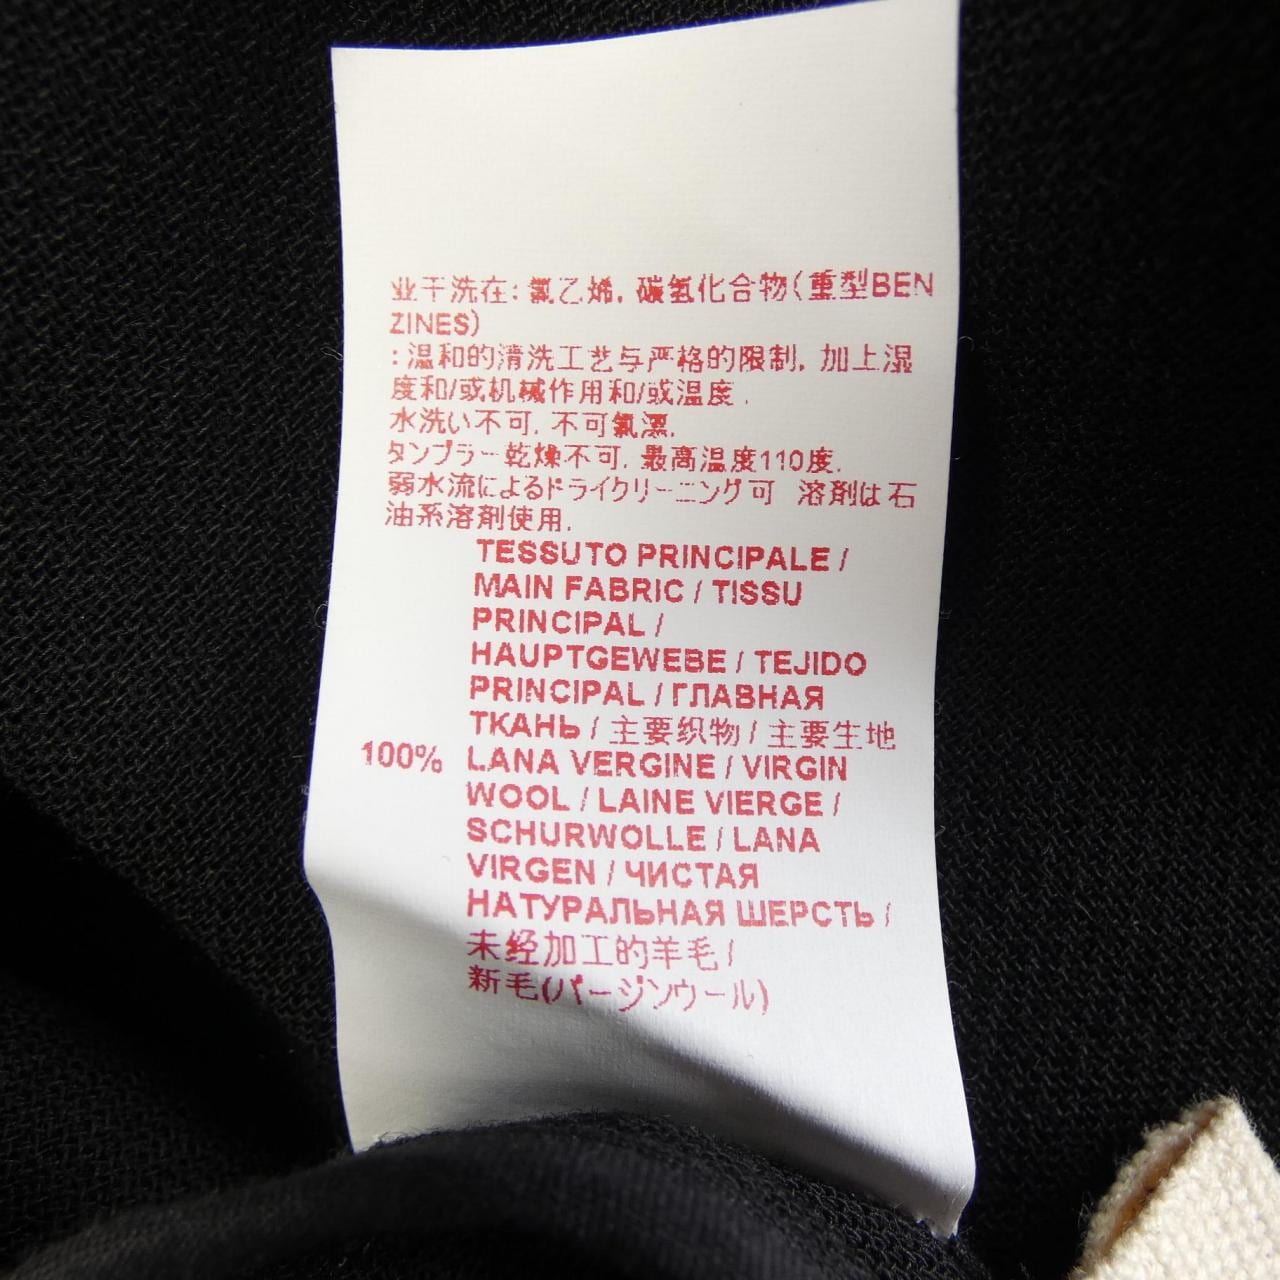 业干洗在: 氯乙烯, 碳氢化合物(重型BEN
ZINES)
:温和的清洗工艺与严格的限制, 加上湿
度和/或机械作用和/或温度.
水洗い不可, 不可氯漂,
タンブラー乾燥不可, 最高温度110度,
弱水流によるドライクリーニング可 溶剤は石
油系溶剤使用,
TESSUTO PRINCIPALE /
MAIN FABRIC / TISSU
PRINCIPAL /
HAUPTGEWEBE / TEJIDO
PRINCIPAL / ГЛАВНАЯ
ТКАНЬ / 主要织物 / 主要生地
100% LANA VERGINE / VIRGIN
WOOL / LAINE VIERGE /
SCHURWOLLE / LANA
VIRGEN / ЧИСТАЯ
НАТУРАЛЬНАЯ ШЕРСТЬ /
未经加工的羊毛 /
新毛(バージンウール)